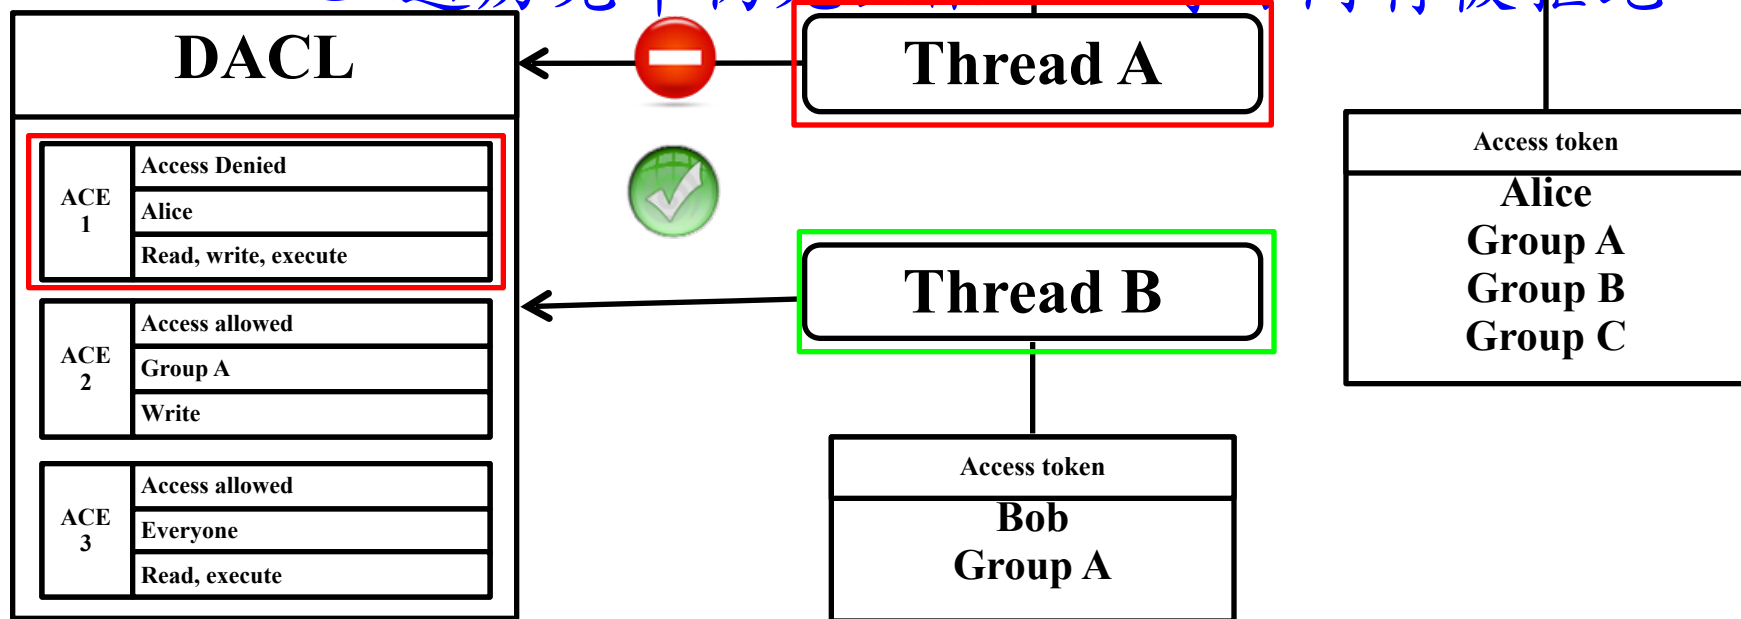 DACL
Thread A
ACE
1
Access Denied
Alice
Read, write, execute
ACE
2
Access allowed
Group A
Write
ACE
3
Access allowed
Everyone
Read, execute
Thread B
Access token
Bob
Group A
Access token
Alice
Group A
Group B
Group C